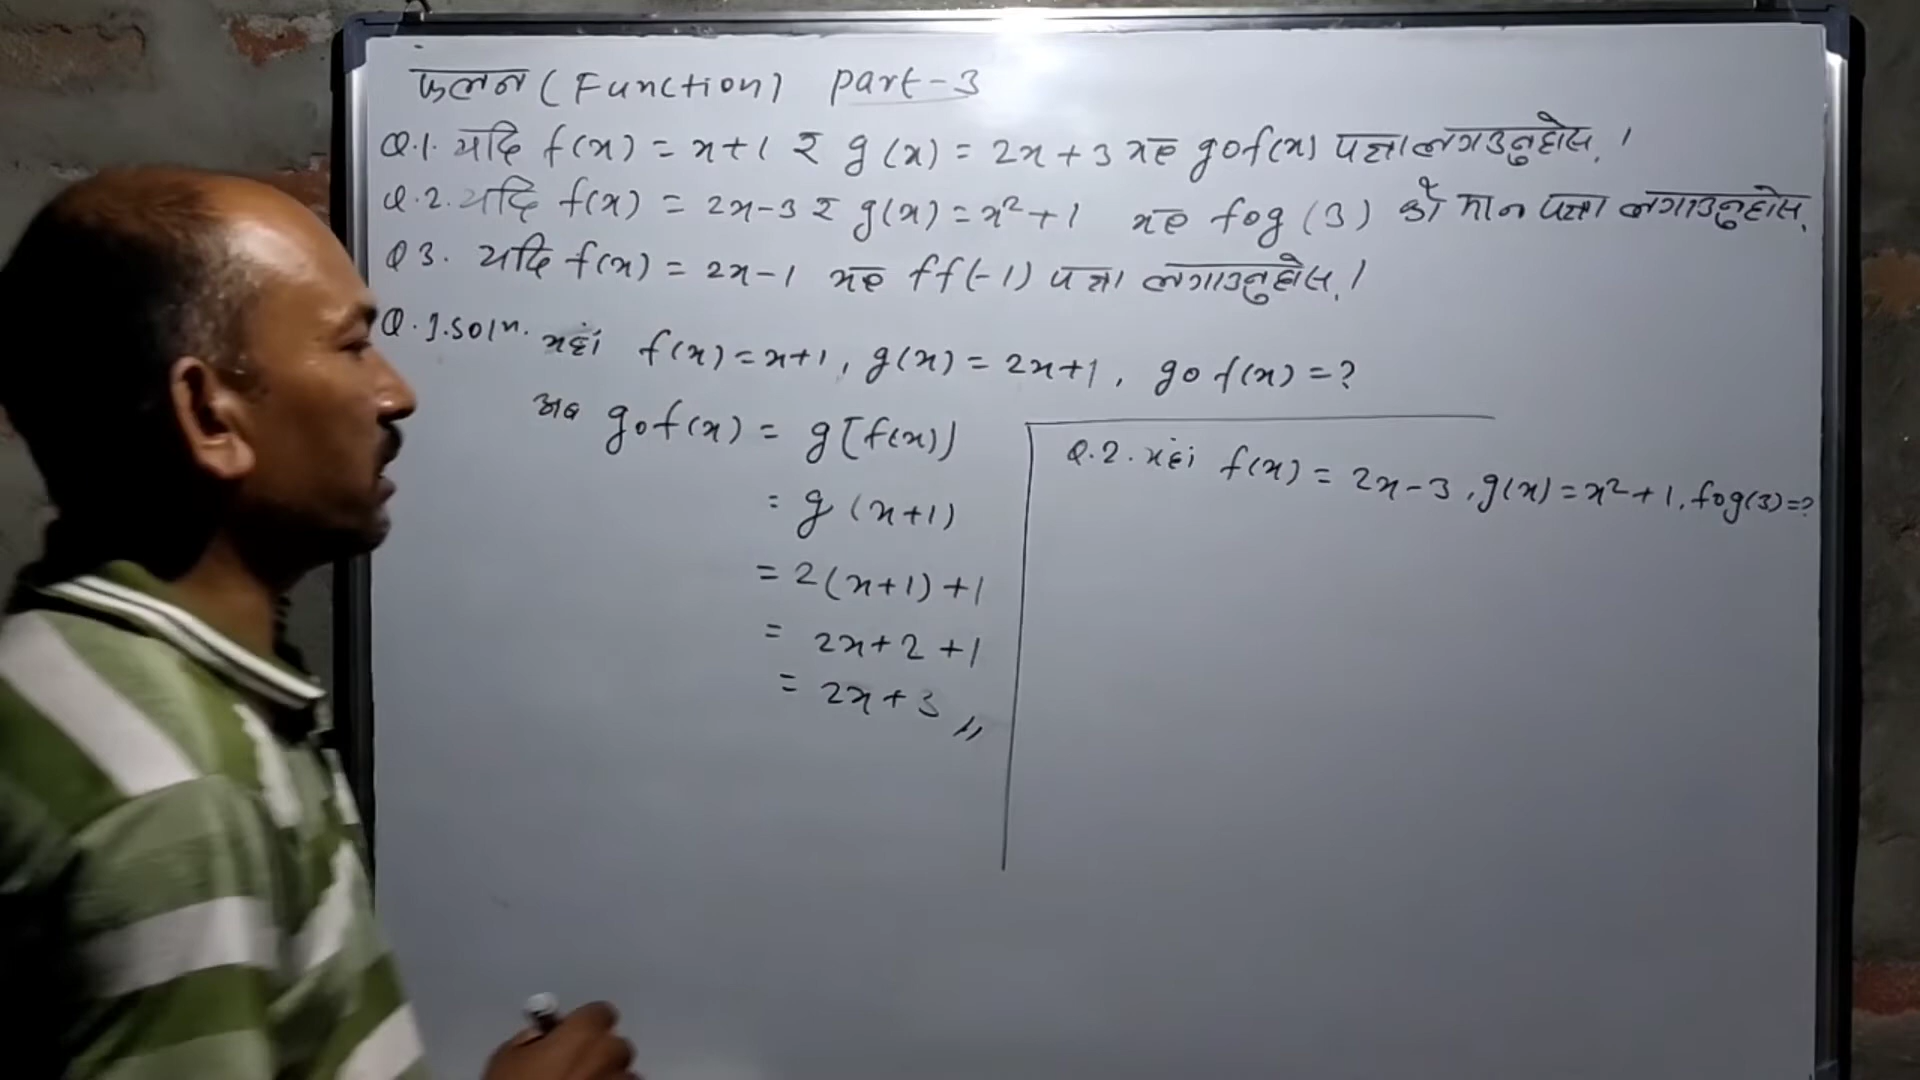 फलन (Function) part-3
Q.1. यदि f(x) = x+1 र g(x) = 2x+3 भए gof(x) पत्ता लगाउनुहोस् ।
Q.2. यदि f(x) = 2x-3 र g(x) = x²+1 भए fog (3) को मान पत्ता लगाउनुहोस्
Q 3. यदि f(x) = 2x-1 भए ff(-1) पत्ता लगाउनुहोस् ।
Q.1.solⁿ. यहाँ f(x)=x+1, g(x)=2x+1, gof(x)=?
अब gof(x) = g[f(x)]
= g (x+1)
= 2(x+1)+1
= 2x+2+1
= 2x+3
Q.2. यहाँ f(x) = 2x-3, g(x)=x²+1, fog(3)=?